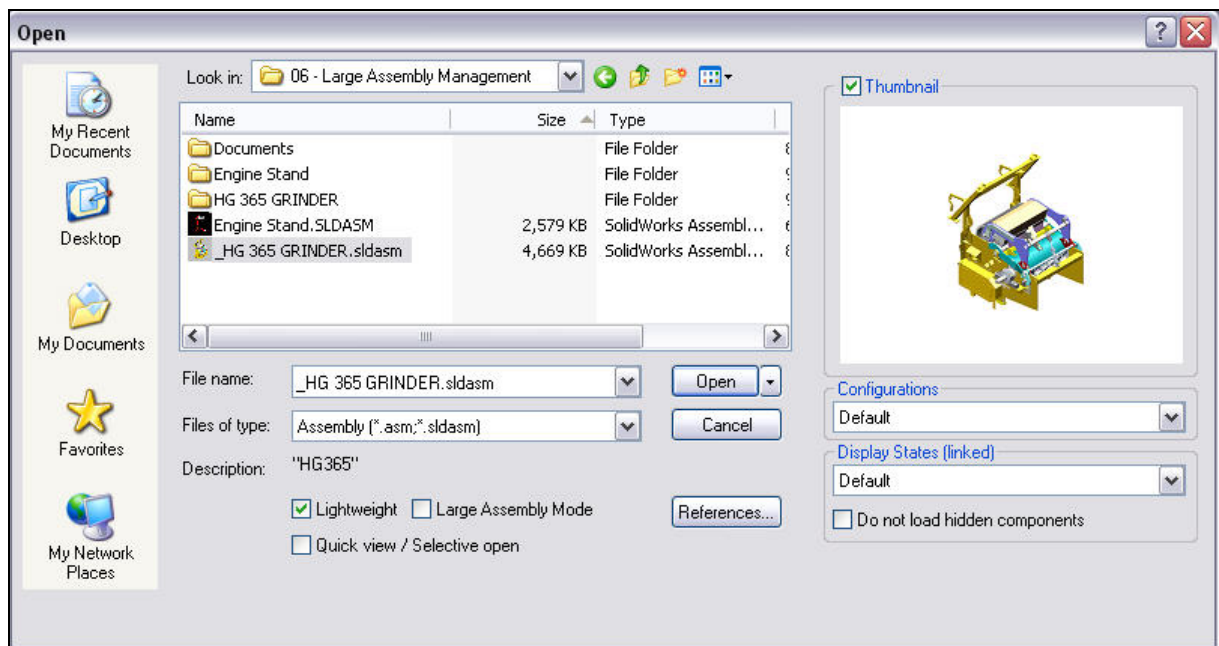 Open
Look in: 06 - Large Assembly Management
Thumbnail
My Recent
Documents
Desktop
My Documents
Favorites
My Network
Places
Name Size Type
Documents File Folder
Engine Stand File Folder
HG 365 GRINDER File Folder
Engine Stand.SLDASM 2,579 KB SolidWorks Assembl...
_HG 365 GRINDER.sldasm 4,669 KB SolidWorks Assembl...
File name: _HG 365 GRINDER.sldasm Open
Files of type: Assembly (*.asm;*.sldasm) Cancel
Description: "HG365"
Lightweight Large Assembly Mode References...
Quick view / Selective open
Configurations
Default
Display States (linked)
Default
Do not load hidden components